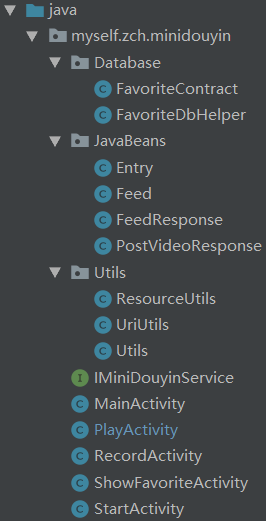 java
myself.zch.minidouyin
Database
FavoriteContract
FavoriteDbHelper
JavaBeans
Entry
Feed
FeedResponse
PostVideoResponse
Utils
ResourceUtils
UriUtils
Utils
IMiniDouyinService
MainActivity
PlayActivity
RecordActivity
ShowFavoriteActivity
StartActivity